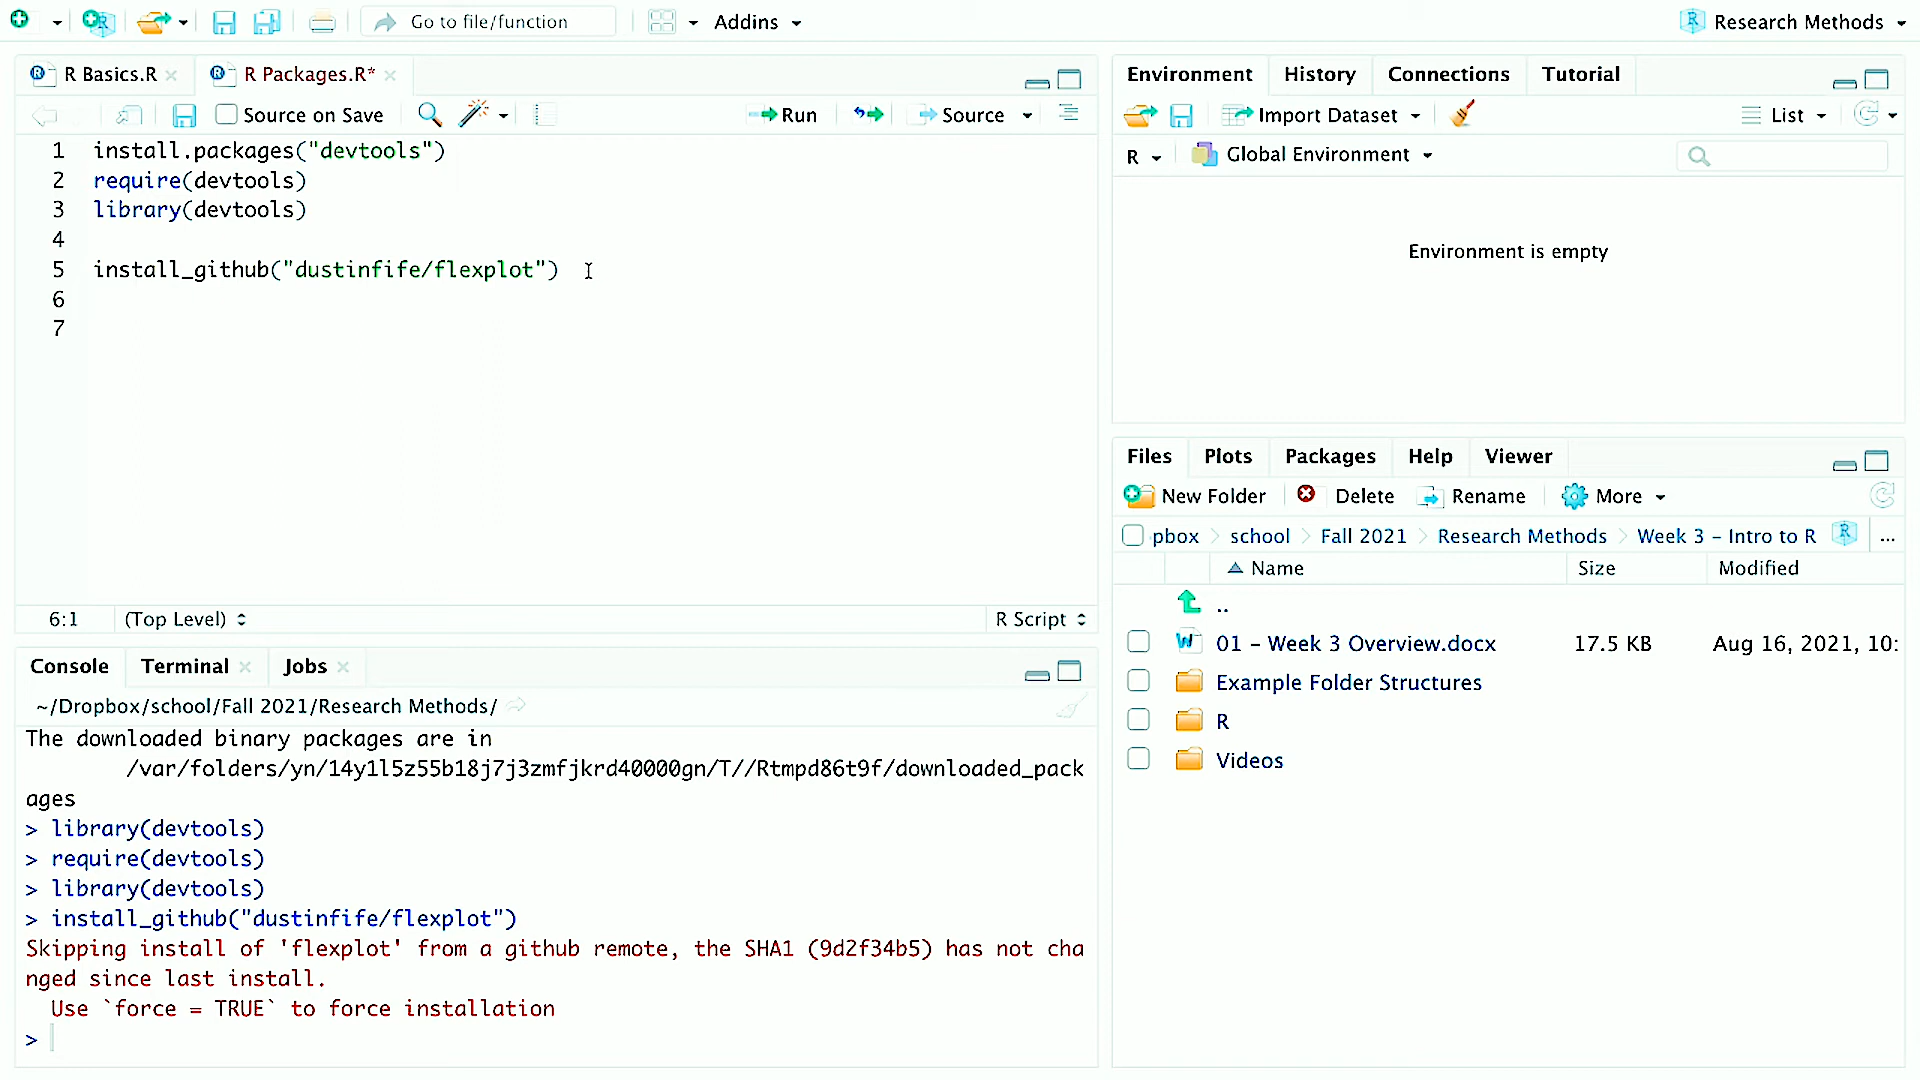 Go to file/function
Addins
Research Methods
R Basics.R
R Packages.R*
Source on Save
Run
Source
1 install.packages("devtools")
2 require(devtools)
3 library(devtools)
4
5 install_github("dustinfife/flexplot")
6
7
6:1
(Top Level)
R Script
Console
Terminal
Jobs
~/Dropbox/school/Fall 2021/Research Methods/
The downloaded binary packages are in
/var/folders/yn/14y1l5z55b18j7j3zmfjkrd40000gn/T//Rtmpd86t9f/downloaded_pack
ages
> library(devtools)
> require(devtools)
> library(devtools)
> install_github("dustinfife/flexplot")
Skipping install of 'flexplot' from a github remote, the SHA1 (9d2f34b5) has not cha
nged since last install.
Use `force = TRUE` to force installation
>
Environment
History
Connections
Tutorial
Import Dataset
List
R
Global Environment
Environment is empty
Files
Plots
Packages
Help
Viewer
New Folder
Delete
Rename
More
pbox
school
Fall 2021
Research Methods
Week 3 - Intro to R
...
Name
Size
Modified
..
01 - Week 3 Overview.docx
17.5 KB
Aug 16, 2021, 10:
Example Folder Structures
R
Videos